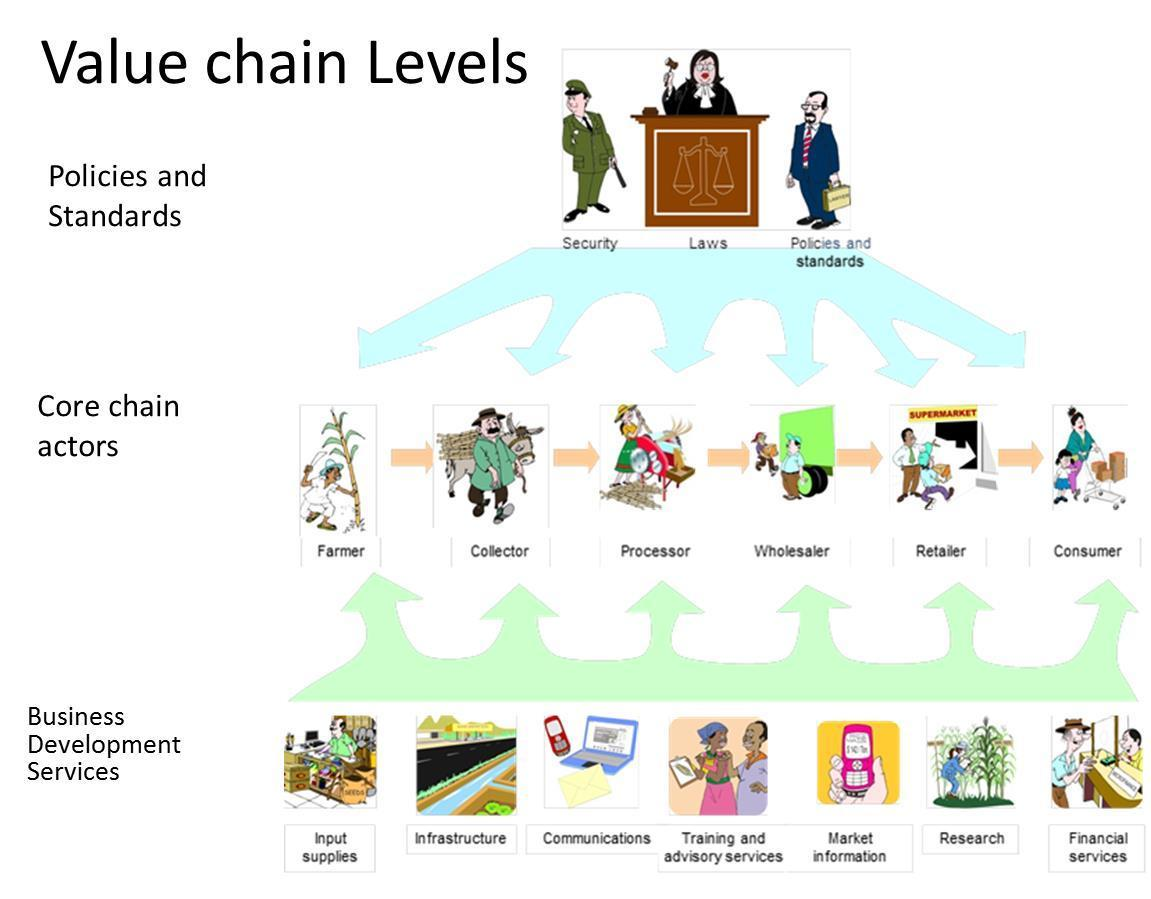 Value chain Levels
Policies and
Standards
Security
Laws
Policies and
standards
Core chain
actors
SUPERMARKET
Farmer
Collector
Processor
Wholesaler
Retailer
Consumer
Business
Development
Services
SEEDS
Input
supplies
Infrastructure
Communications
Training and
advisory services
Market
information
Research
Financial
services